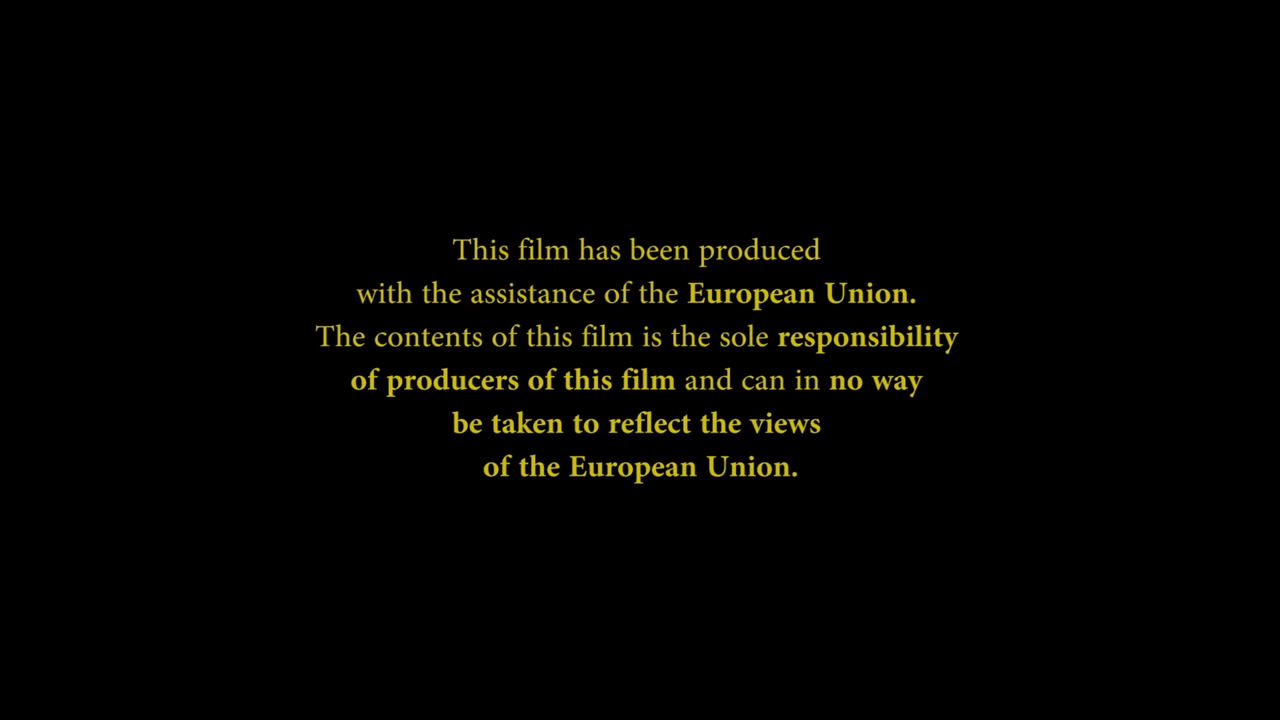 This film has been produced
with the assistance of the European Union.
The contents of this film is the sole responsibility
of producers of this film and can in no way
be taken to reflect the views
of the European Union.